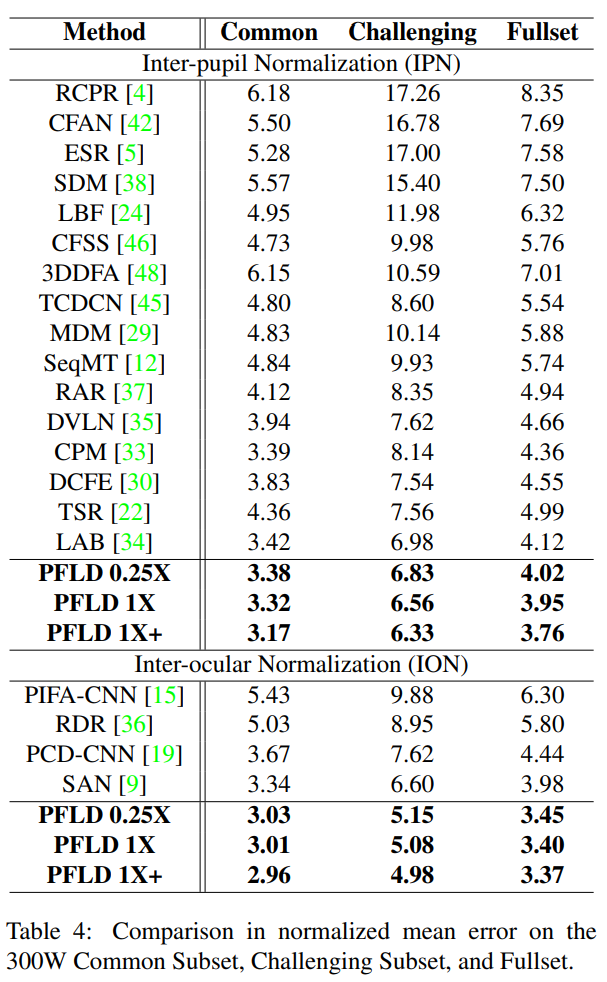 Method Common Challenging Fullset
Inter-pupil Normalization (IPN)
RCPR [4] 6.18 17.26 8.35
CFAN [42] 5.50 16.78 7.69
ESR [5] 5.28 17.00 7.58
SDM [38] 5.57 15.40 7.50
LBF [24] 4.95 11.98 6.32
CFSS [46] 4.73 9.98 5.76
3DDFA [48] 6.15 10.59 7.01
TCDCN [45] 4.80 8.60 5.54
MDM [29] 4.83 10.14 5.88
SeqMT [12] 4.84 9.93 5.74
RAR [37] 4.12 8.35 4.94
DVLN [35] 3.94 7.62 4.66
CPM [33] 3.39 8.14 4.36
DCFE [30] 3.83 7.54 4.55
TSR [22] 4.36 7.56 4.99
LAB [34] 3.42 6.98 4.12
PFLD 0.25X 3.38 6.83 4.02
PFLD 1X 3.32 6.56 3.95
PFLD 1X+ 3.17 6.33 3.76
Inter-ocular Normalization (ION)
PIFA-CNN [15] 5.43 9.88 6.30
RDR [36] 5.03 8.95 5.80
PCD-CNN [19] 3.67 7.62 4.44
SAN [9] 3.34 6.60 3.98
PFLD 0.25X 3.03 5.15 3.45
PFLD 1X 3.01 5.08 3.40
PFLD 1X+ 2.96 4.98 3.37
Table 4: Comparison in normalized mean error on the
300W Common Subset, Challenging Subset, and Fullset.